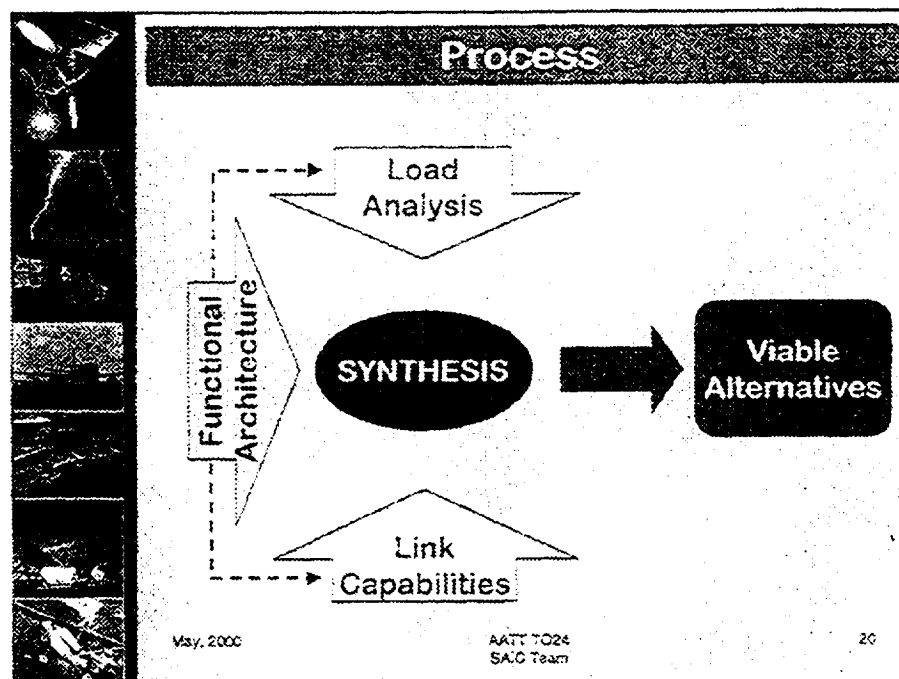 Process
Load
Analysis
Functional
Architecture
SYNTHESIS
Viable
Alternatives
Link
Capabilities
May, 2000
AATT TO24
SAIC Team
20